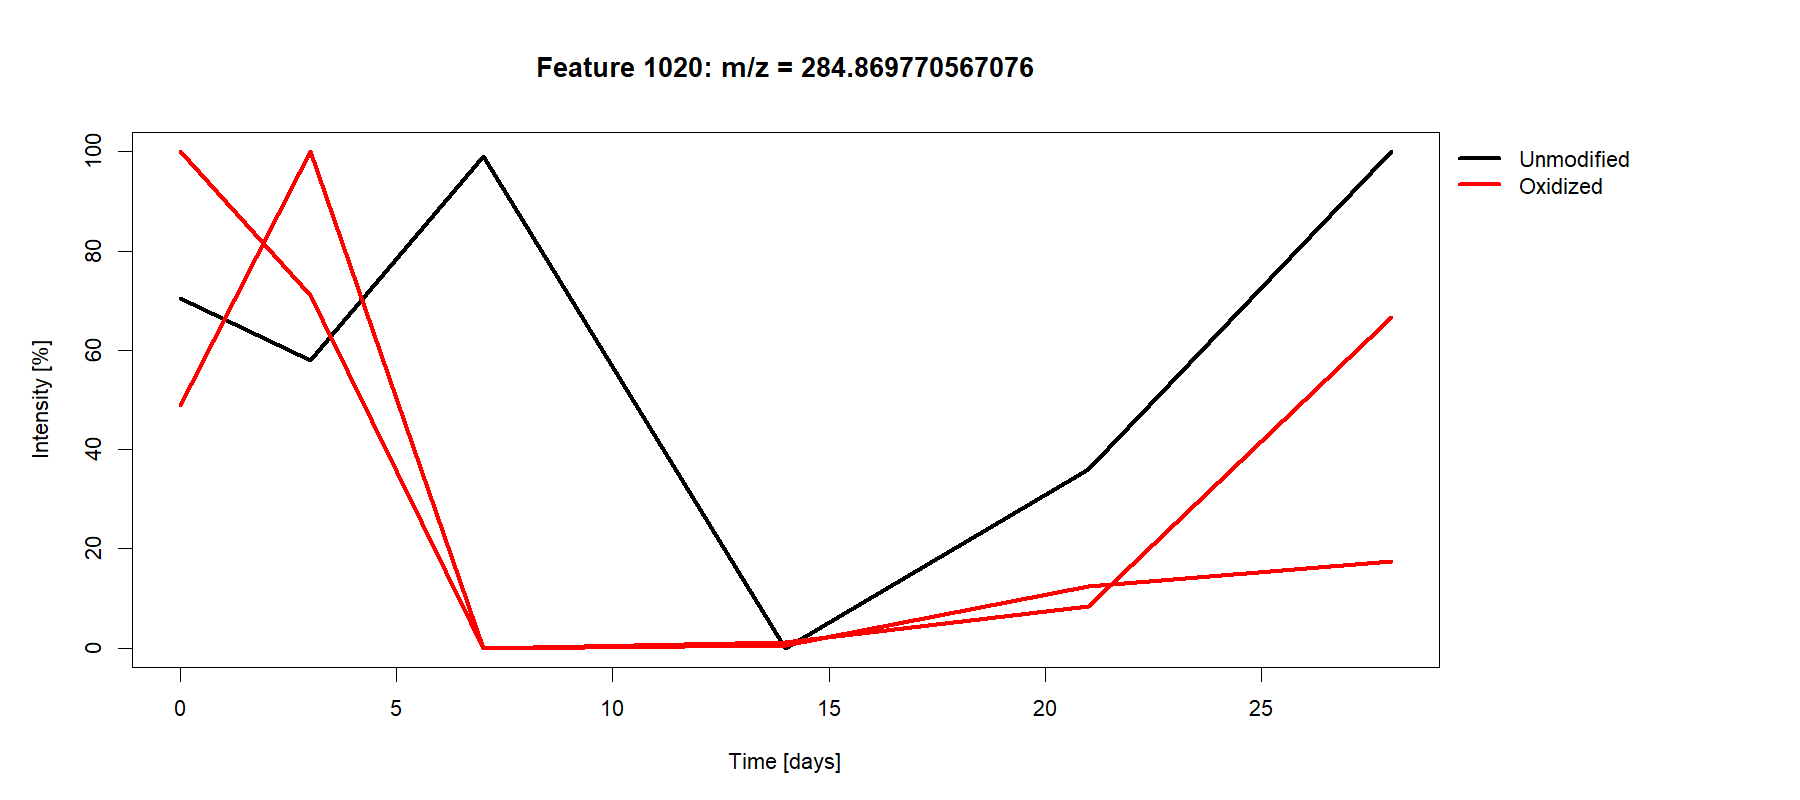 Feature 1020: m/z = 284.869770567076
Unmodified
Oxidized
100
80
60
40
20
0
Intensity [%]
0 5 10 15 20 25
Time [days]